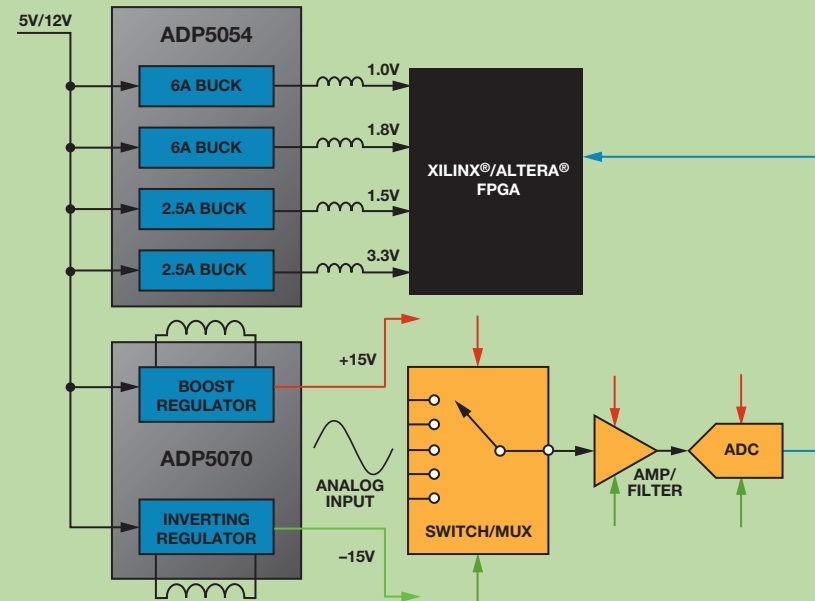 5V/12V
ADP5054
6A BUCK
1.0V
6A BUCK
1.8V
2.5A BUCK
1.5V
2.5A BUCK
3.3V
XILINX®/ALTERA®
FPGA
BOOST
REGULATOR
+15V
ADP5070
INVERTING
REGULATOR
–15V
ANALOG
INPUT
SWITCH/MUX
AMP/
FILTER
ADC